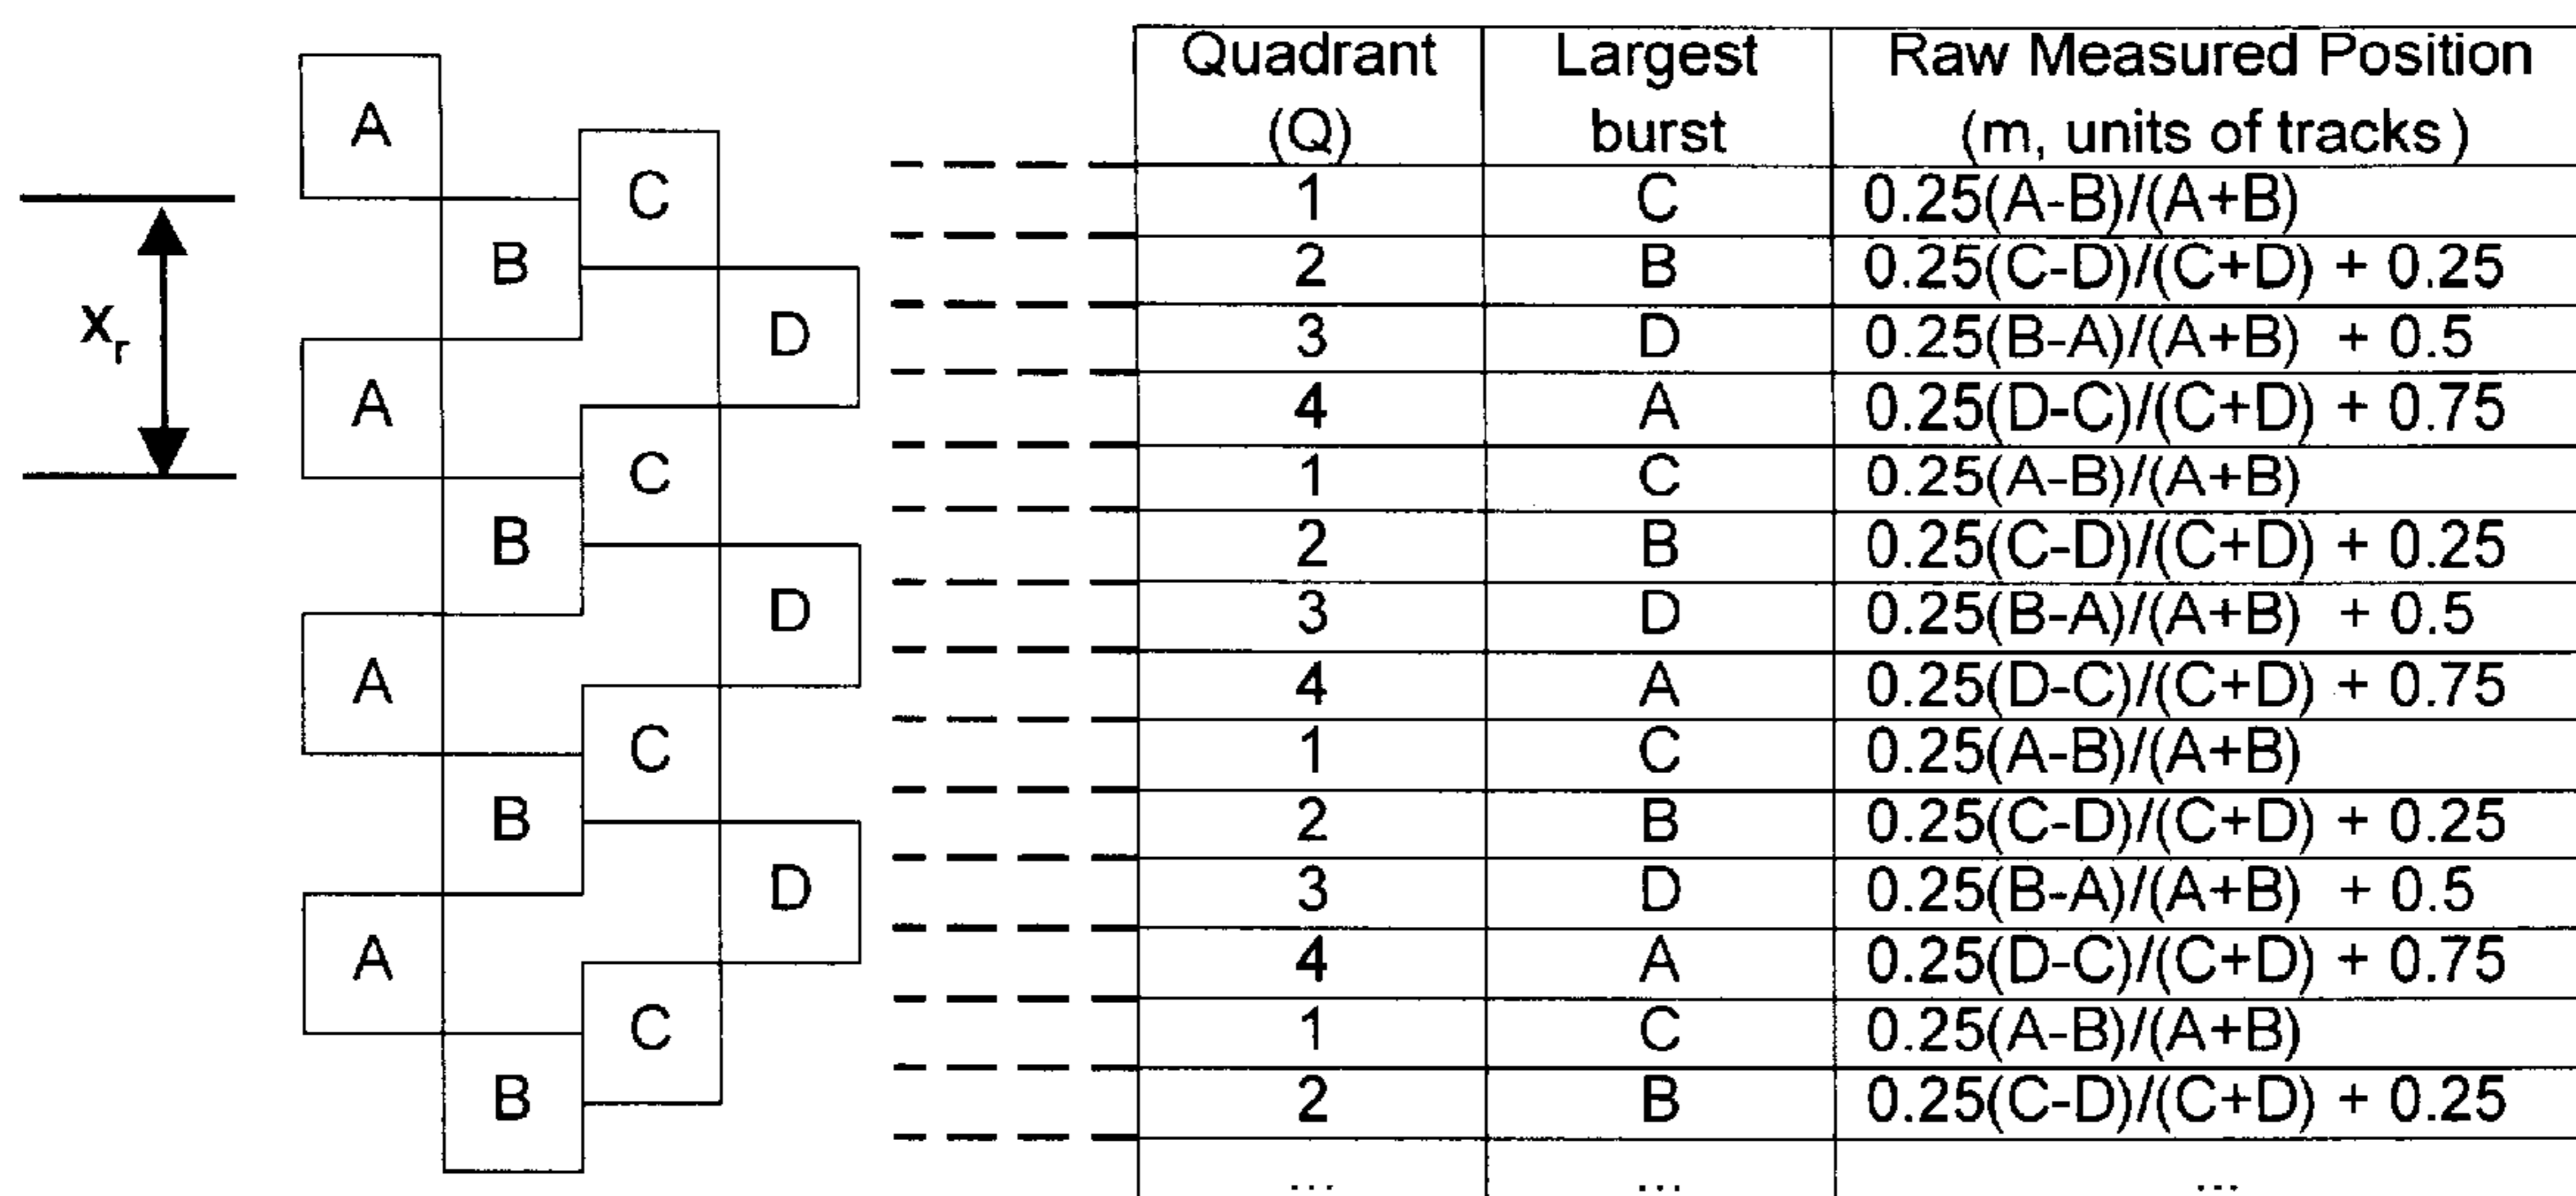 Quadrant (Q) Largest burst Raw Measured Position (m, units of tracks)
1 C 0.25(A-B)/(A+B)
2 B 0.25(C-D)/(C+D) + 0.25
3 D 0.25(B-A)/(A+B) + 0.5
4 A 0.25(D-C)/(C+D) + 0.75
1 C 0.25(A-B)/(A+B)
2 B 0.25(C-D)/(C+D) + 0.25
3 D 0.25(B-A)/(A+B) + 0.5
4 A 0.25(D-C)/(C+D) + 0.75
1 C 0.25(A-B)/(A+B)
2 B 0.25(C-D)/(C+D) + 0.25
3 D 0.25(B-A)/(A+B) + 0.5
4 A 0.25(D-C)/(C+D) + 0.75
1 C 0.25(A-B)/(A+B)
2 B 0.25(C-D)/(C+D) + 0.25
... ... ...
xr
A
C
B
D
A
C
B
D
A
C
B
D
A
C
B